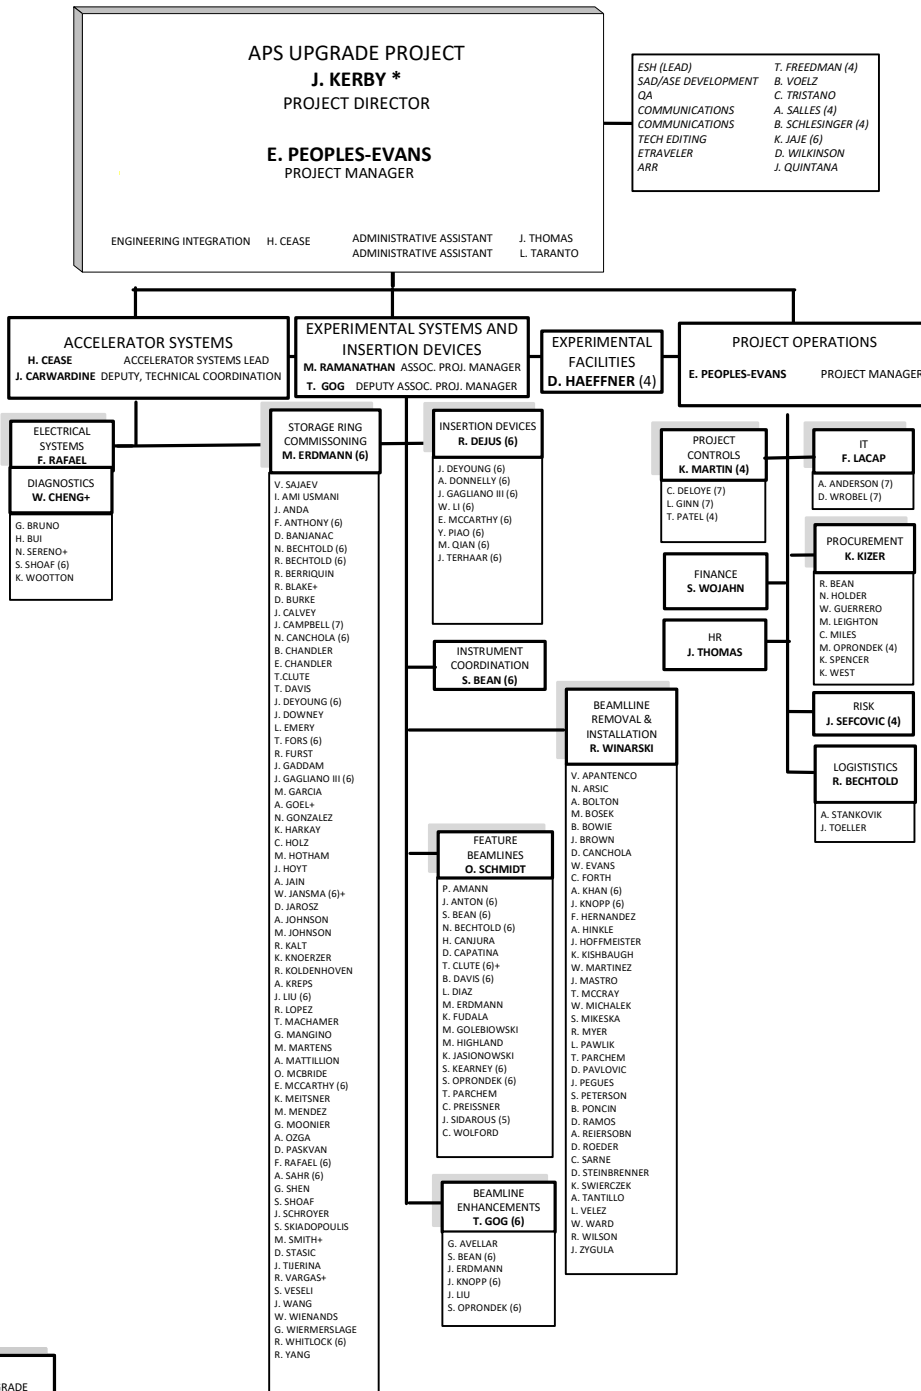 APS UPGRADE PROJECT
J. KERBY *
PROJECT DIRECTOR
E. PEOPLES-EVANS
PROJECT MANAGER
ENGINEERING INTEGRATION H. CEASE
ADMINISTRATIVE ASSISTANT J. THOMAS
ADMINISTRATIVE ASSISTANT L. TARANTO
ESH (LEAD) T. FREEDMAN (4)
SAD/ASE DEVELOPMENT B. VOELZ
QA C. TRISTANO
COMMUNICATIONS A. SALLES (4)
COMMUNICATIONS B. SCHLESINGER (4)
TECH EDITING K. JAJE (6)
ETRAVELER D. WILKINSON
ARR J. QUINTANA
ACCELERATOR SYSTEMS
H. CEASE ACCELERATOR SYSTEMS LEAD
J. CARWARDINE DEPUTY, TECHNICAL COORDINATION
EXPERIMENTAL SYSTEMS AND
INSERTION DEVICES
M. RAMANATHAN ASSOC. PROJ. MANAGER
T. GOG DEPUTY ASSOC. PROJ. MANAGER
EXPERIMENTAL
FACILITIES
D. HAEFFNER (4)
PROJECT OPERATIONS
E. PEOPLES-EVANS PROJECT MANAGER
ELECTRICAL
SYSTEMS
F. RAFAEL
DIAGNOSTICS
W. CHENG+
G. BRUNO
H. BUI
N. SERENO+
S. SHOAF (6)
K. WOOTTON
STORAGE RING
COMMISSONING
M. ERDMANN (6)
V. SAJAEV
I. AMI USMANI
J. ANDA
F. ANTHONY (6)
D. BANJANAC
N. BECHTOLD (6)
R. BECHTOLD (6)
R. BERRIQUIN
R. BLAKE+
D. BURKE
J. CALVEY
J. CAMPBELL (7)
N. CANCHOLA (6)
B. CHANDLER
E. CHANDLER
T.CLUTE
T. DAVIS
J. DEYOUNG (6)
J. DOWNEY
L. EMERY
T. FORS (6)
R. FURST
J. GADDAM
J. GAGLIANO III (6)
M. GARCIA
A. GOEL+
N. GONZALEZ
K. HARKAY
C. HOLZ
M. HOTHAM
J. HOYT
A. JAIN
W. JANSMA (6)+
D. JAROSZ
A. JOHNSON
M. JOHNSON
R. KALT
K. KNOERZER
R. KOLDENHOVEN
A. KREPS
J. LIU (6)
R. LOPEZ
T. MACHAMER
G. MANGINO
M. MARTENS
A. MATTILLION
O. MCBRIDE
E. MCCARTHY (6)
K. MEITSNER
M. MENDEZ
G. MOONIER
A. OZGA
D. PASKVAN
F. RAFAEL (6)
A. SAHR (6)
G. SHEN
S. SHOAF
J. SCHROYER
S. SKIADOPOULIS
M. SMITH+
D. STASIC
J. TIJERINA
R. VARGAS+
S. VESELI
J. WANG
W. WIENANDS
G. WIERMERSLAGE
R. WHITLOCK (6)
R. YANG
INSERTION DEVICES
R. DEJUS (6)
J. DEYOUNG (6)
A. DONNELLY (6)
J. GAGLIANO III (6)
W. LI (6)
E. MCCARTHY (6)
Y. PIAO (6)
M. QIAN (6)
J. TERHAAR (6)
INSTRUMENT
COORDINATION
S. BEAN (6)
FEATURE
BEAMLINES
O. SCHMIDT
P. AMANN
J. ANTON (6)
S. BEAN (6)
N. BECHTOLD (6)
H. CANJURA
D. CAPATINA
T. CLUTE (6)+
B. DAVIS (6)
L. DIAZ
M. ERDMANN
K. FUDALA
M. GOLEBIOWSKI
M. HIGHLAND
K. JASIONOWSKI
S. KEARNEY (6)
S. OPRONDEK (6)
T. PARCHEM
C. PREISSNER
J. SIDAROUS (5)
C. WOLFORD
BEAMLINE
ENHANCEMENTS
T. GOG (6)
G. AVELLAR
S. BEAN (6)
J. ERDMANN
J. KNOPP (6)
J. LIU
S. OPRONDEK (6)
BEAMLLINE
REMOVAL &
INSTALLATION
R. WINARSKI
V. APANTENCO
N. ARSIC
A. BOLTON
M. BOSEK
B. BOWIE
J. BROWN
D. CANCHOLA
W. EVANS
C. FORTH
A. KHAN (6)
J. KNOPP (6)
F. HERNANDEZ
A. HINKLE
J. HOFFMEISTER
K. KISHBAUGH
W. MARTINEZ
J. MASTRO
T. MCCRAY
W. MICHALEK
S. MIKESKA
R. MYER
L. PAWLIK
T. PARCHEM
D. PAVLOVIC
J. PEGUES
S. PETERSON
B. PONCIN
D. RAMOS
A. REIERSOBN
D. ROEDER
C. SARNE
D. STEINBRENNER
K. SWIERCZEK
A. TANTILLO
L. VELEZ
W. WARD
R. WILSON
J. ZYGULA
PROJECT
CONTROLS
K. MARTIN (4)
C. DELOYE (7)
L. GINN (7)
T. PATEL (4)
FINANCE
S. WOJAHN
HR
J. THOMAS
IT
F. LACAP
A. ANDERSON (7)
D. WROBEL (7)
PROCUREMENT
K. KIZER
R. BEAN
N. HOLDER
W. GUERRERO
M. LEIGHTON
C. MILES
M. OPRONDEK (4)
K. SPENCER
K. WEST
RISK
J. SEFCOVIC (4)
LOGISTISTICS
R. BECHTOLD
A. STANKOVIK
J. TOELLER